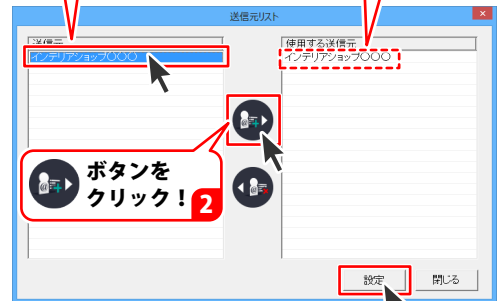 送信元リスト
送信元
使用する送信元
インテリアショップ〇〇〇
インテリアショップ〇〇〇
ボタンを
クリック！
2
設定
閉じる